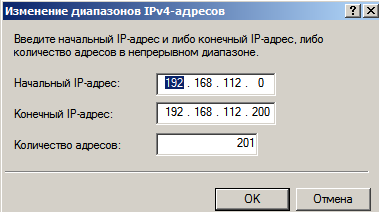 Изменение диапазонов IPv4-адресов
Введите начальный IP-адрес и либо конечный IP-адрес, либо
количество адресов в непрерывном диапазоне.
Начальный IP-адрес: 192 . 168 . 112 . 0
Конечный IP-адрес: 192 . 168 . 112 . 200
Количество адресов: 201
OK Отмена